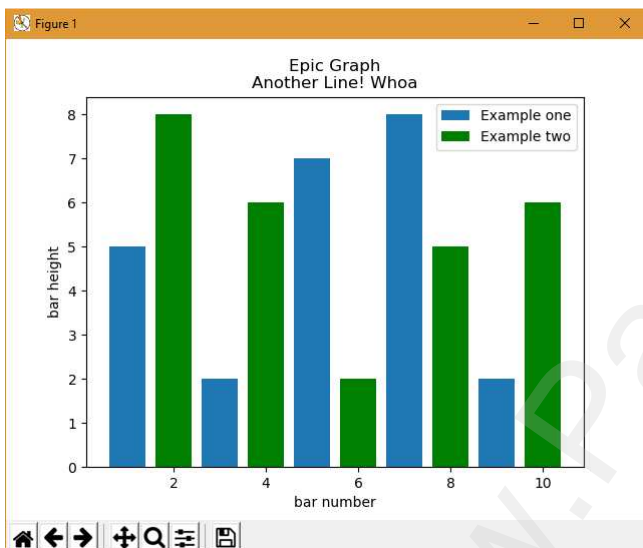 Figure 1
Epic Graph
Another Line! Whoa
Example one
Example two
8
7
6
5
4
3
2
1
0
bar height
2 4 6 8 10
bar number